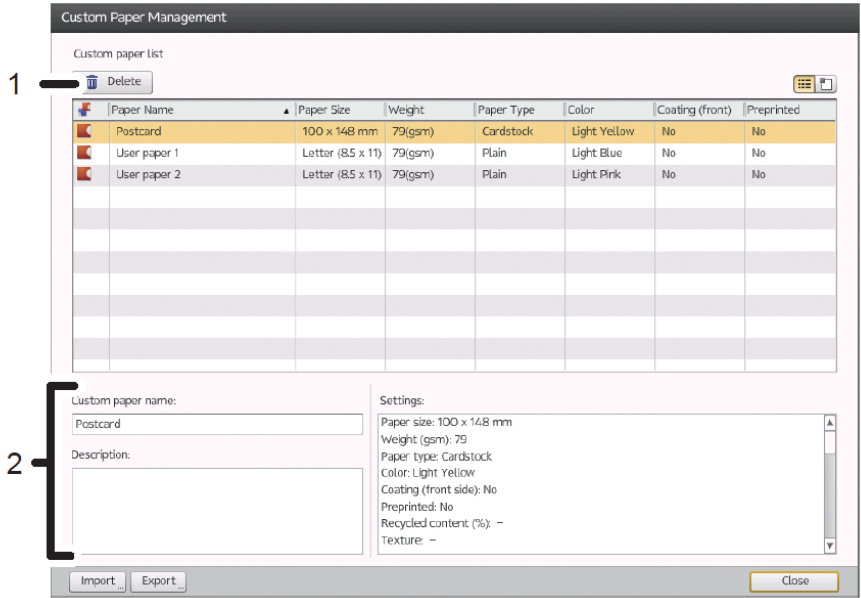 Custom Paper Management
Custom paper list
1
Delete
Paper Name Paper Size Weight Paper Type Color Coating (front) Preprinted
Postcard 100 x 148 mm 79(gsm) Cardstock Light Yellow No No
User paper 1 Letter (8.5 x 11) 79(gsm) Plain Light Blue No No
User paper 2 Letter (8.5 x 11) 79(gsm) Plain Light Pink No No
2
Custom paper name:
Postcard
Description:
Settings:
Paper size: 100 x 148 mm
Weight (gsm): 79
Paper type: Cardstock
Color: Light Yellow
Coating (front side): No
Preprinted: No
Recycled content (%): –
Texture: –
Import... Export... Close